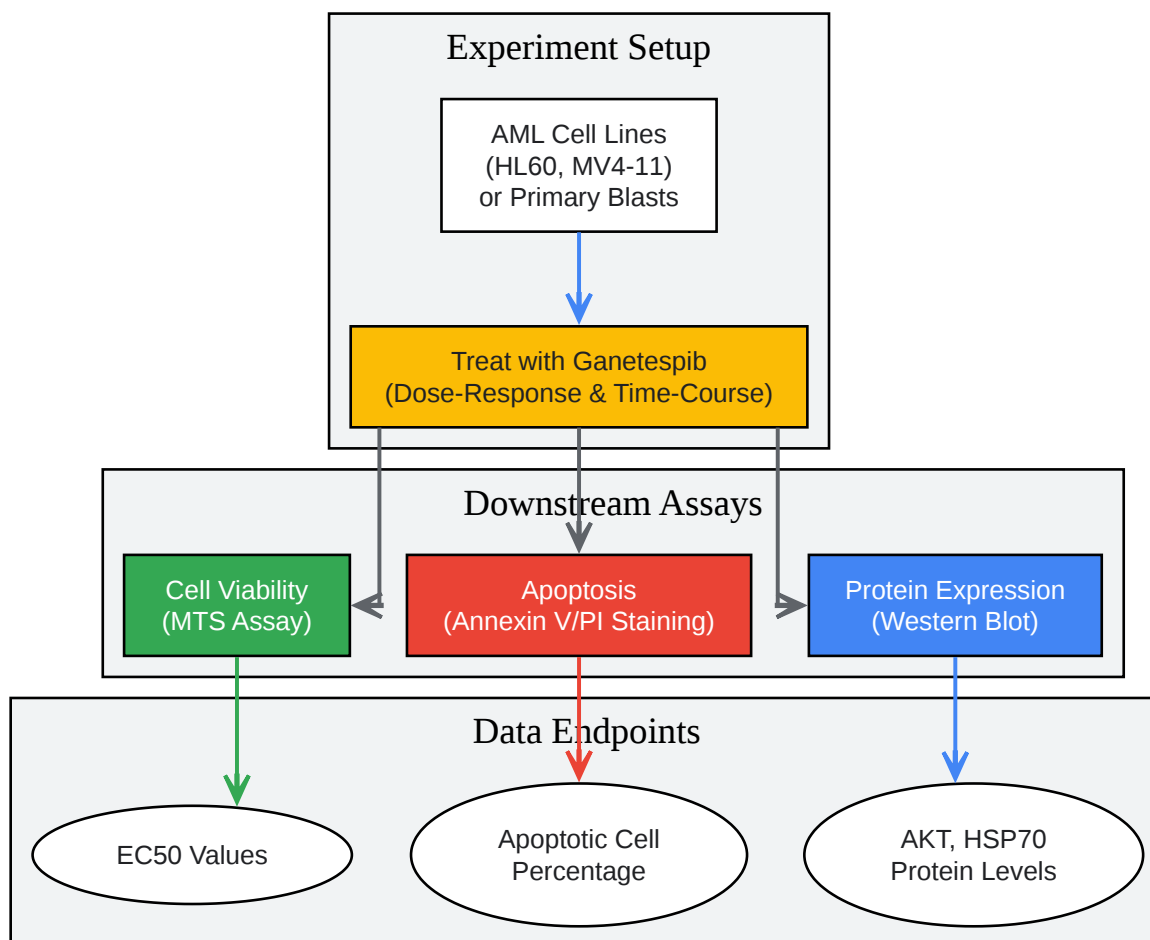 Experiment Setup
AML Cell Lines
(HL60, MV4-11)
or Primary Blasts
Treat with Ganetespib
(Dose-Response & Time-Course)
Downstream Assays
Cell Viability
(MTS Assay)
Apoptosis
(Annexin V/PI Staining)
Protein Expression
(Western Blot)
Data Endpoints
EC50 Values
Apoptotic Cell
Percentage
AKT, HSP70
Protein Levels